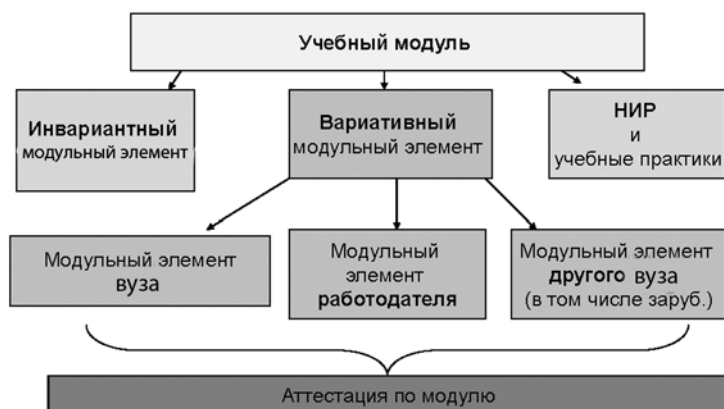 Учебный модуль
Инвариантный
модульный элемент
Вариативный
модульный элемент
НИР
и
учебные практики
Модульный элемент
вуза
Модульный
элемент
работодателя
Модульный элемент
другого вуза
(в том числе заруб.)
Аттестация по модулю